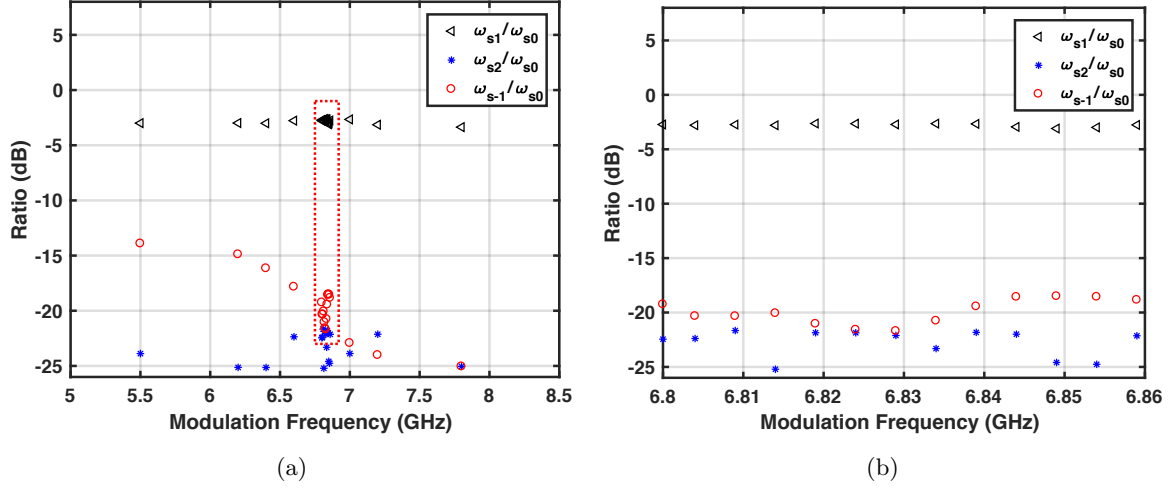 5
0
-5
-10
-15
-20
-25
Ratio (dB)
5 5.5 6 6.5 7 7.5 8 8.5
Modulation Frequency (GHz)
ω_s1/ω_s0
ω_s2/ω_s0
ω_s-1/ω_s0
(a)
5
0
-5
-10
-15
-20
-25
Ratio (dB)
6.8 6.81 6.82 6.83 6.84 6.85 6.86
Modulation Frequency (GHz)
ω_s1/ω_s0
ω_s2/ω_s0
ω_s-1/ω_s0
(b)